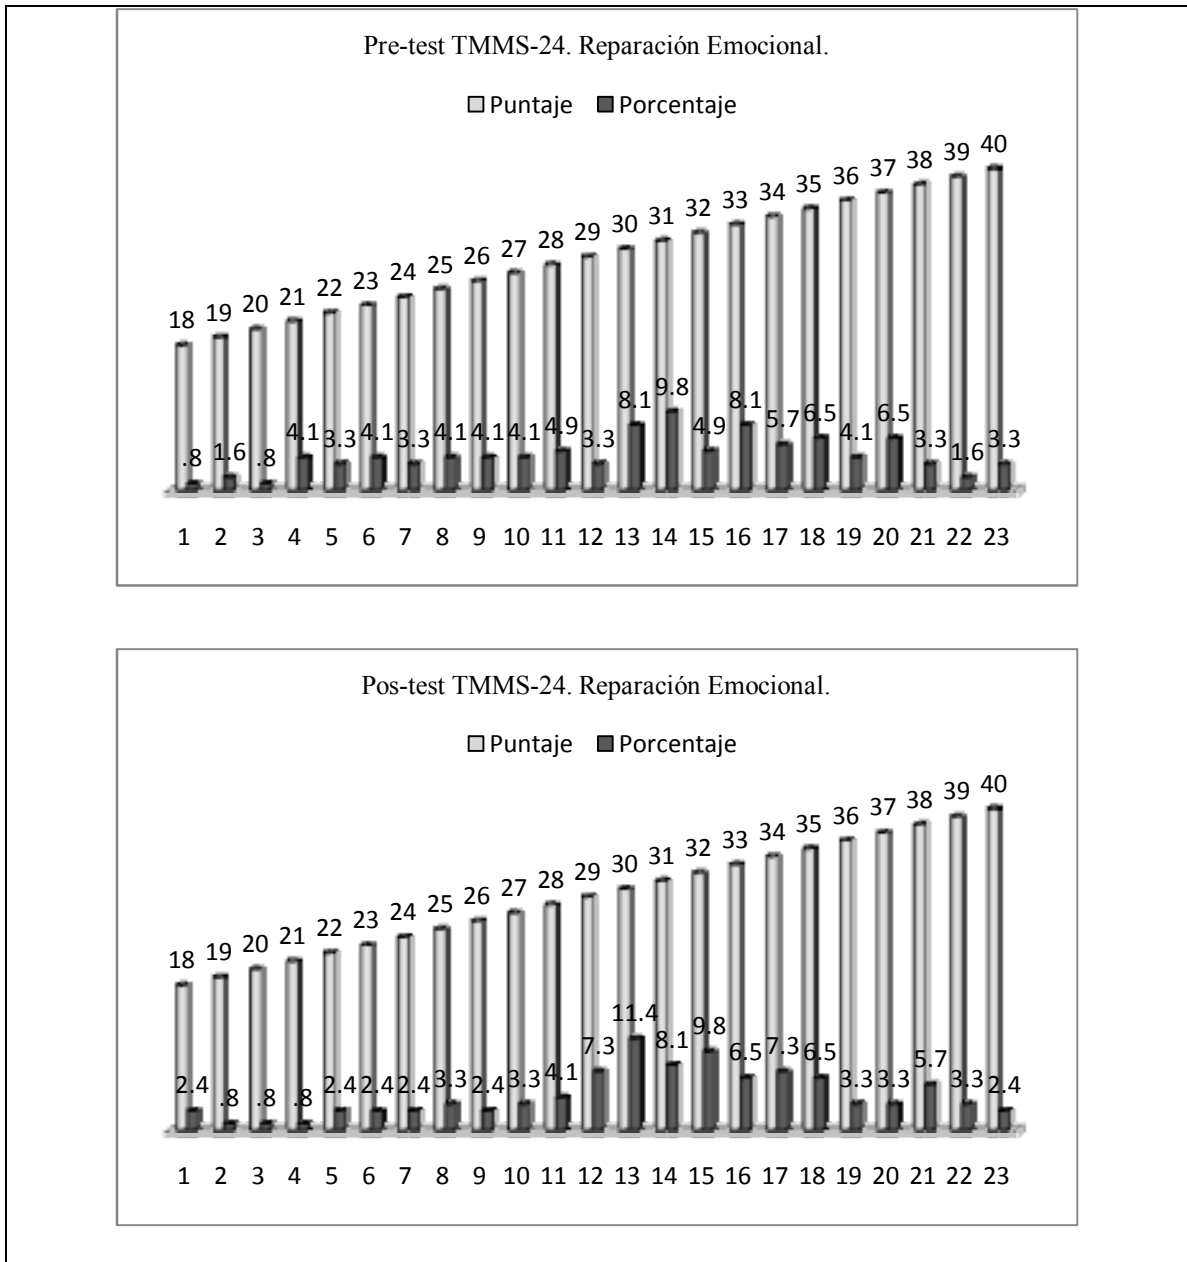 Pre-test TMMS-24. Reparación Emocional.
Puntaje Porcentaje
18 19 20 21 22 23 24 25 26 27 28 29 30 31 32 33 34 35 36 37 38 39 40
.8 1.6 .8 4.1 3.3 4.1 3.3 4.1 4.1 4.1 4.9 3.3 8.1 9.8 4.9 8.1 5.7 6.5 4.1 6.5 3.3 1.6 3.3
1 2 3 4 5 6 7 8 9 10 11 12 13 14 15 16 17 18 19 20 21 22 23
Pos-test TMMS-24. Reparación Emocional.
Puntaje Porcentaje
18 19 20 21 22 23 24 25 26 27 28 29 30 31 32 33 34 35 36 37 38 39 40
2.4 .8 .8 .8 2.4 2.4 2.4 3.3 2.4 3.3 4.1 7.3 11.4 8.1 9.8 6.5 7.3 6.5 3.3 3.3 5.7 3.3 2.4
1 2 3 4 5 6 7 8 9 10 11 12 13 14 15 16 17 18 19 20 21 22 23